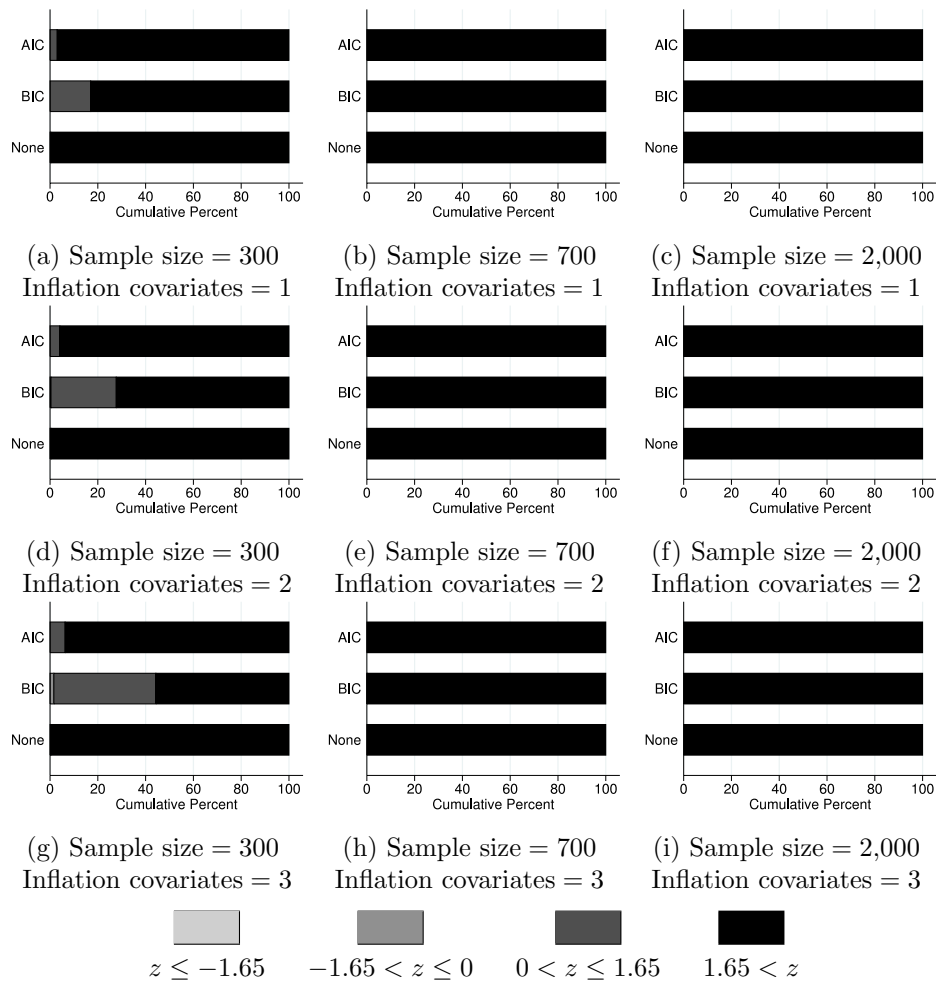 AIC
BIC
None
0 20 40 60 80 100
Cumulative Percent
AIC
BIC
None
0 20 40 60 80 100
Cumulative Percent
AIC
BIC
None
0 20 40 60 80 100
Cumulative Percent
(a) Sample size = 300
Inflation covariates = 1
(b) Sample size = 700
Inflation covariates = 1
(c) Sample size = 2,000
Inflation covariates = 1
AIC
BIC
None
0 20 40 60 80 100
Cumulative Percent
AIC
BIC
None
0 20 40 60 80 100
Cumulative Percent
AIC
BIC
None
0 20 40 60 80 100
Cumulative Percent
(d) Sample size = 300
Inflation covariates = 2
(e) Sample size = 700
Inflation covariates = 2
(f) Sample size = 2,000
Inflation covariates = 2
AIC
BIC
None
0 20 40 60 80 100
Cumulative Percent
AIC
BIC
None
0 20 40 60 80 100
Cumulative Percent
AIC
BIC
None
0 20 40 60 80 100
Cumulative Percent
(g) Sample size = 300
Inflation covariates = 3
(h) Sample size = 700
Inflation covariates = 3
(i) Sample size = 2,000
Inflation covariates = 3
z ≤ −1.65
−1.65 < z ≤ 0
0 < z ≤ 1.65
1.65 < z